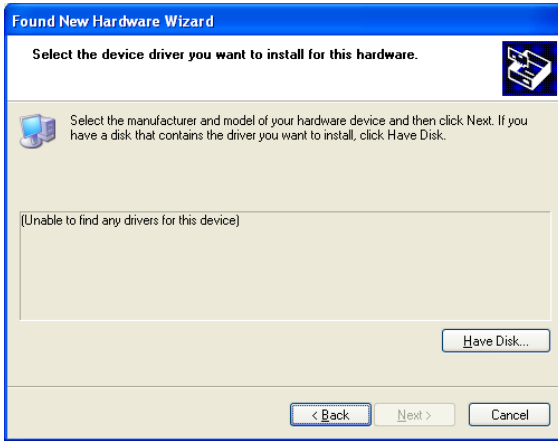 Found New Hardware Wizard
Select the device driver you want to install for this hardware.
Select the manufacturer and model of your hardware device and then click Next. If you
have a disk that contains the driver you want to install, click Have Disk.
(Unable to find any drivers for this device)
Have Disk...
< Back
Next >
Cancel